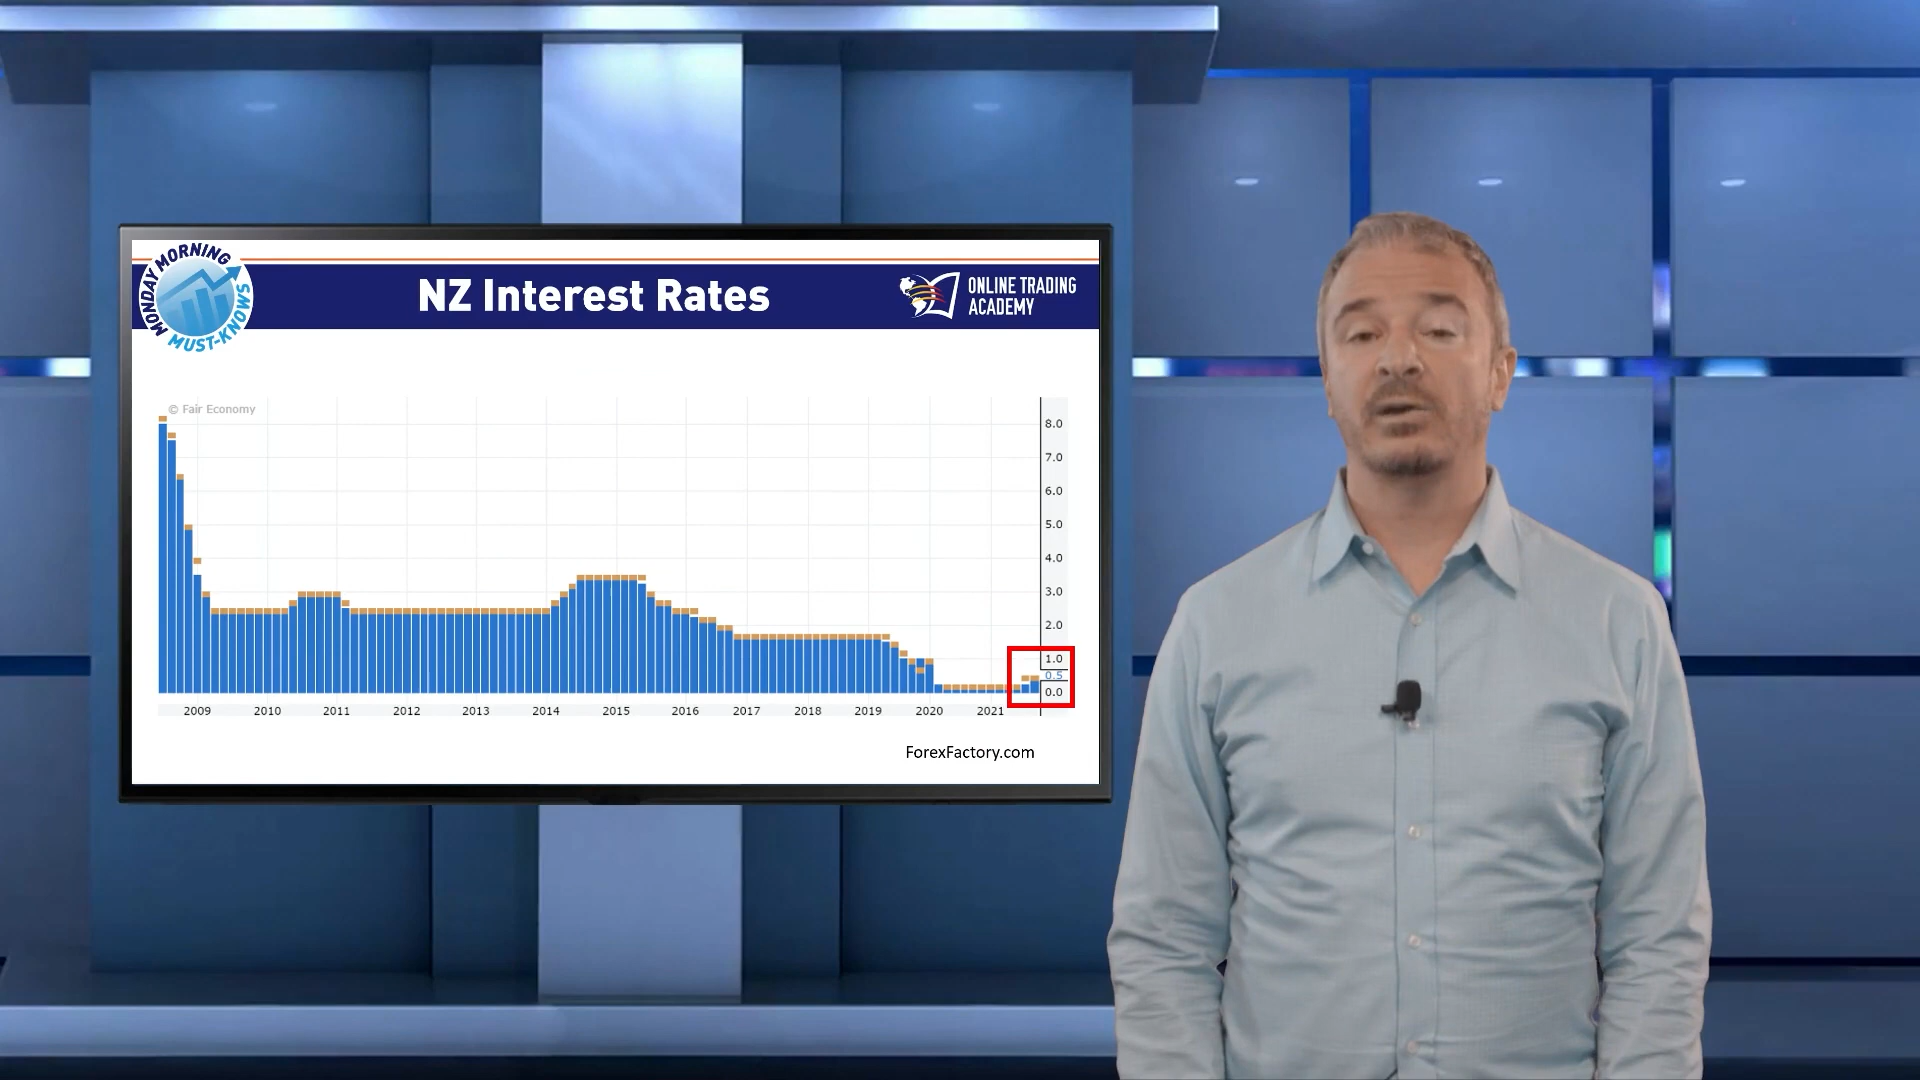 MONDAY MORNING
MUST-KNOWS
NZ Interest Rates
ONLINE TRADING
ACADEMY
© Fair Economy
8.0
7.0
6.0
5.0
4.0
3.0
2.0
1.0
0.5
0.0
2009 2010 2011 2012 2013 2014 2015 2016 2017 2018 2019 2020 2021
ForexFactory.com